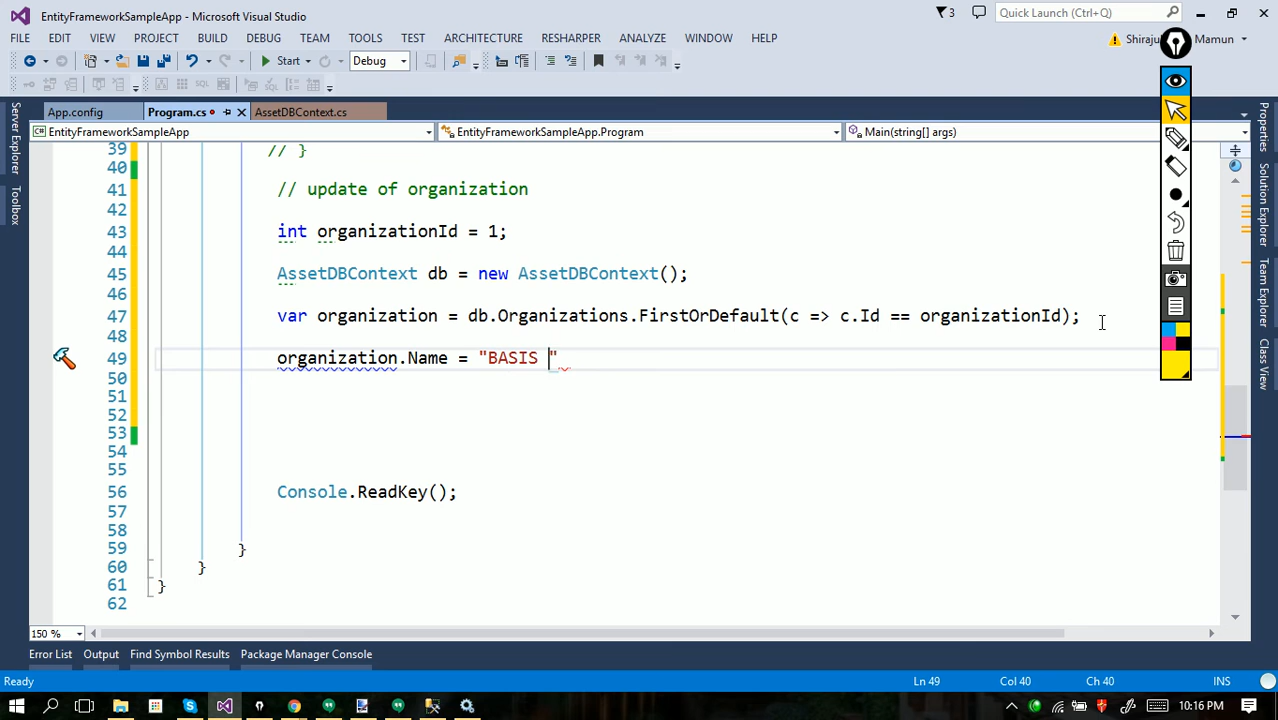 EntityFrameworkSampleApp - Microsoft Visual Studio
3
Quick Launch (Ctrl+Q)
FILE EDIT VIEW PROJECT BUILD DEBUG TEAM TOOLS TEST ARCHITECTURE RESHARPER ANALYZE WINDOW HELP
Shiraju Mamun
Start Debug
App.config Program.cs AssetDBContext.cs
EntityFrameworkSampleApp EntityFrameworkSampleApp.Program Main(string[] args)
Server Explorer
Toolbox
Properties
Solution Explorer
Team Explorer
Class View
39 // }
40
41 // update of organization
42
43 int organizationId = 1;
44
45 AssetDBContext db = new AssetDBContext();
46
47 var organization = db.Organizations.FirstOrDefault(c => c.Id == organizationId);
48
49 organization.Name = "BASIS "
50
51
52
53
54
55
56 Console.ReadKey();
57
58
59 }
60 }
61 }
62
150 %
Error List Output Find Symbol Results Package Manager Console
Ready Ln 49 Col 40 Ch 40 INS
10:16 PM